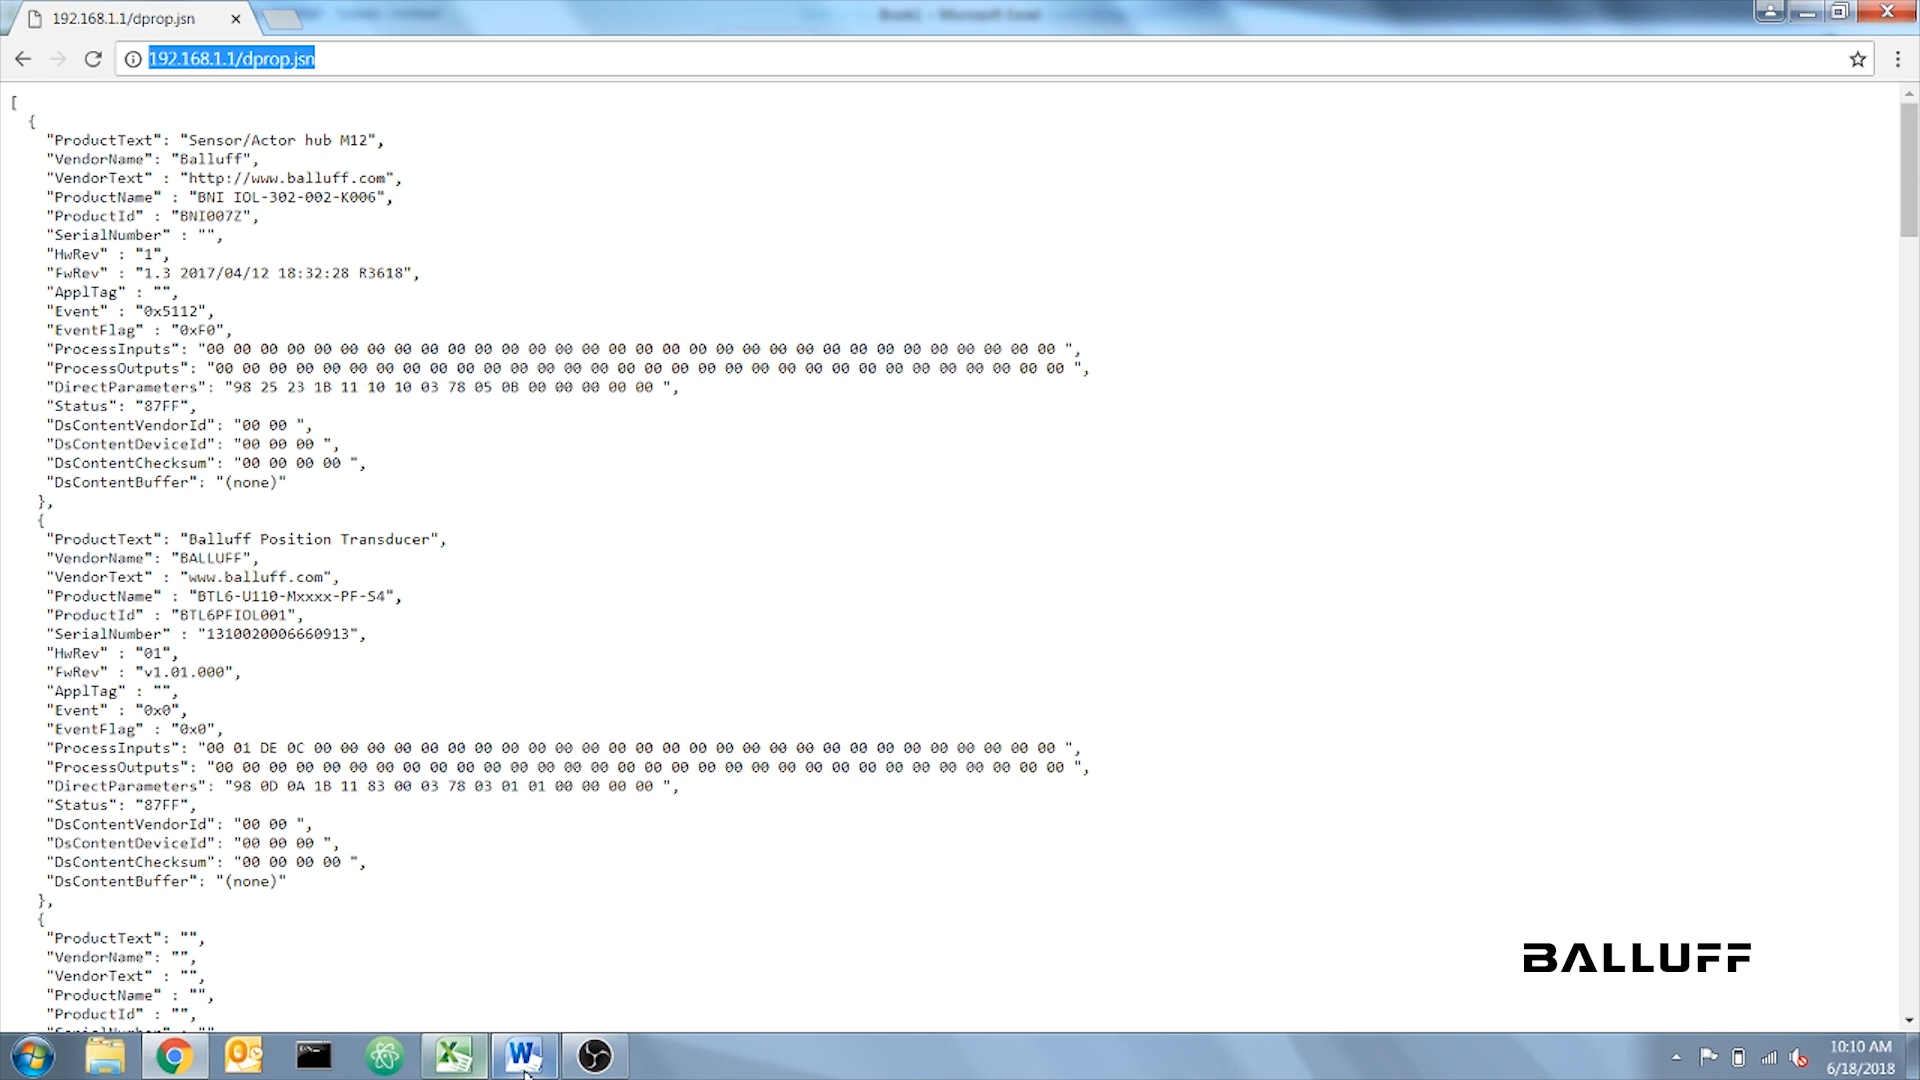 192.168.1.1/dprop.jsn
192.168.1.1/dprop.jsn
[
{
"ProductText": "Sensor/Actor hub M12",
"VendorName": "Balluff",
"VendorText" : "http://www.balluff.com",
"ProductName" : "BNI IOL-302-002-K006",
"ProductId" : "BNI007Z",
"SerialNumber" : "",
"HwRev" : "1",
"FwRev" : "1.3 2017/04/12 18:32:28 R3618",
"ApplTag" : "",
"Event" : "0x5112",
"EventFlag" : "0xF0",
"ProcessInputs": "00 00 00 00 00 00 00 00 00 00 00 00 00 00 00 00 00 00 00 00 00 00 00 00 00 00 00 00 00 00 00 00 ",
"ProcessOutputs": "00 00 00 00 00 00 00 00 00 00 00 00 00 00 00 00 00 00 00 00 00 00 00 00 00 00 00 00 00 00 00 00 ",
"DirectParameters": "98 25 23 1B 11 10 10 03 78 05 0B 00 00 00 00 00 ",
"Status": "87FF",
"DsContentVendorId": "00 00 ",
"DsContentDeviceId": "00 00 00 ",
"DsContentChecksum": "00 00 00 00 ",
"DsContentBuffer": "(none)"
},
{
"ProductText": "Balluff Position Transducer",
"VendorName": "BALLUFF",
"VendorText" : "www.balluff.com",
"ProductName" : "BTL6-U110-Mxxxx-PF-S4",
"ProductId" : "BTL6PFIOL001",
"SerialNumber" : "1310020006660913",
"HwRev" : "01",
"FwRev" : "v1.01.000",
"ApplTag" : "",
"Event" : "0x0",
"EventFlag" : "0x0",
"ProcessInputs": "00 01 DE 0C 00 00 00 00 00 00 00 00 00 00 00 00 00 00 00 00 00 00 00 00 00 00 00 00 00 00 00 00 ",
"ProcessOutputs": "00 00 00 00 00 00 00 00 00 00 00 00 00 00 00 00 00 00 00 00 00 00 00 00 00 00 00 00 00 00 00 00 ",
"DirectParameters": "98 0D 0A 1B 11 83 00 03 78 03 01 01 00 00 00 00 ",
"Status": "87FF",
"DsContentVendorId": "00 00 ",
"DsContentDeviceId": "00 00 00 ",
"DsContentChecksum": "00 00 00 00 ",
"DsContentBuffer": "(none)"
},
{
"ProductText": "",
"VendorName": "",
"VendorText" : "",
"ProductName" : "",
"ProductId" : "",
BALLUFF
10:10 AM
6/18/2018